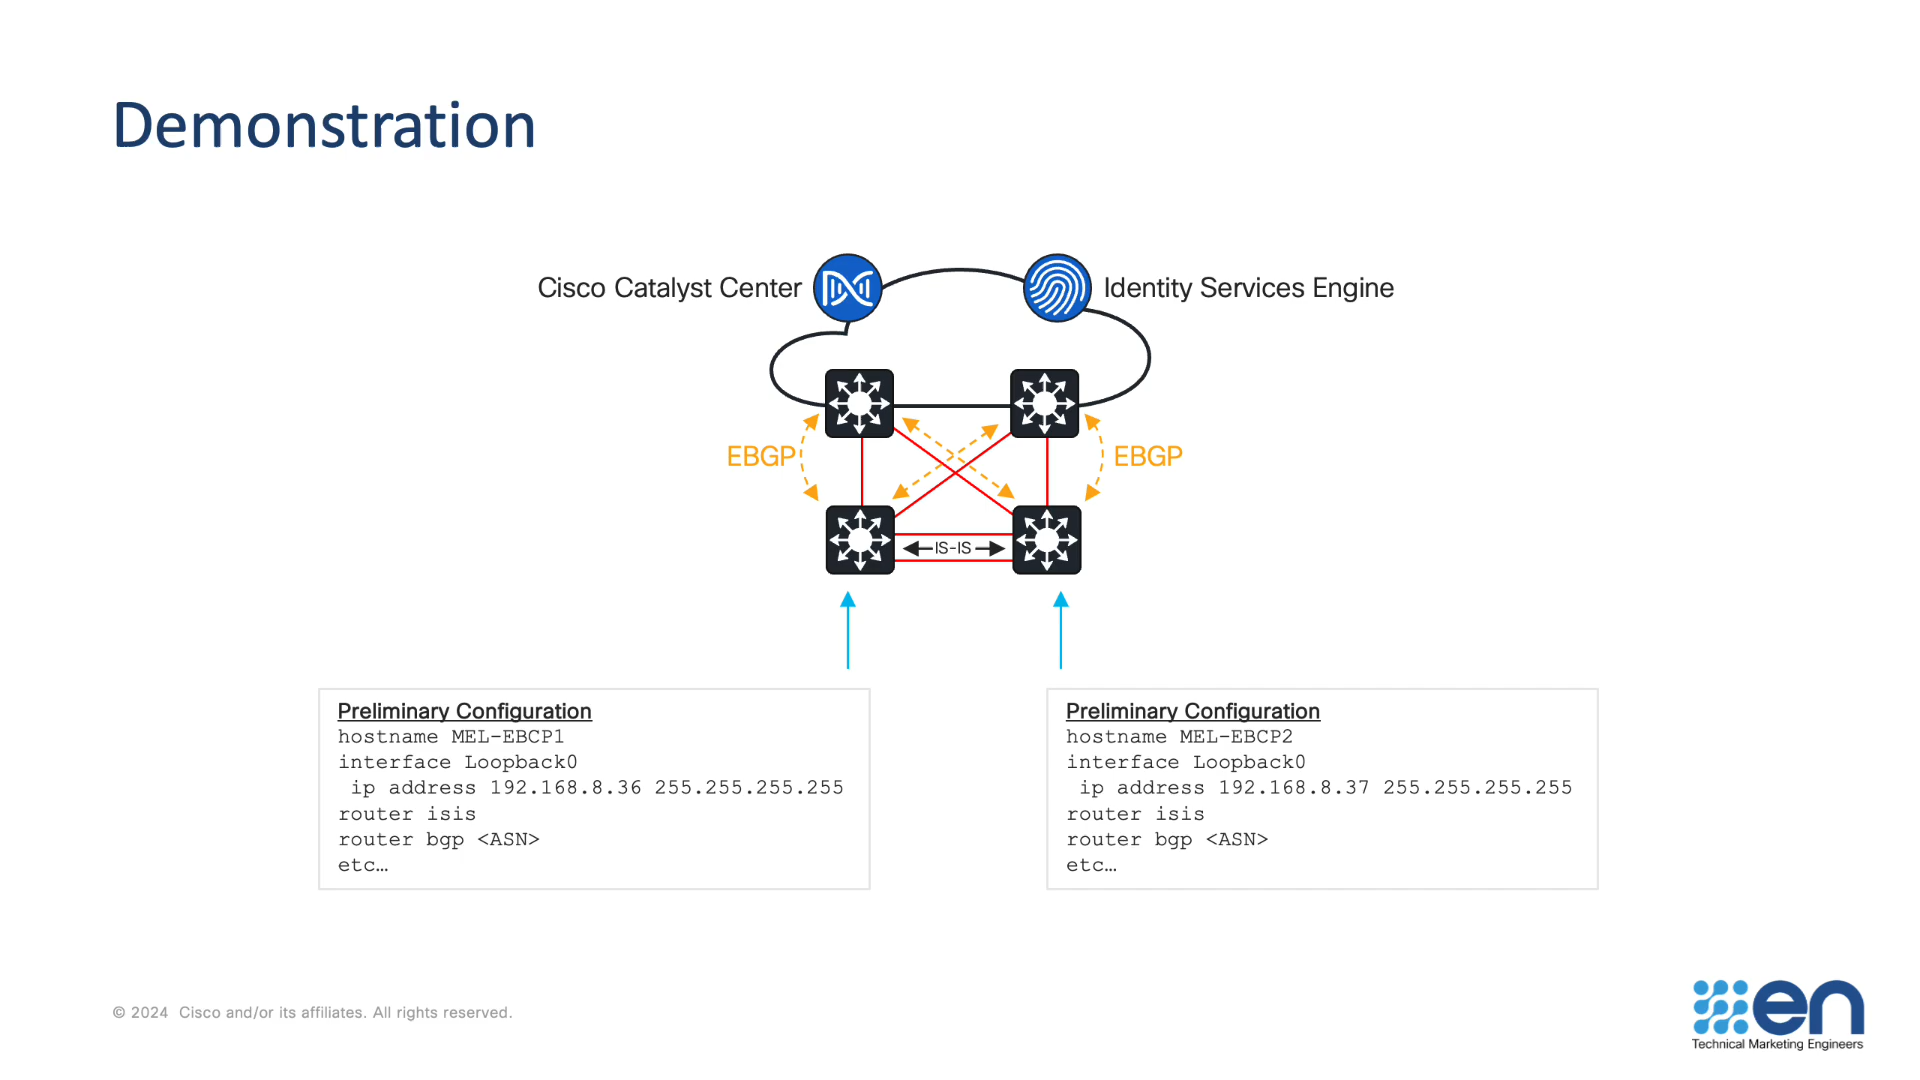 Demonstration
Cisco Catalyst Center
Identity Services Engine
EBGP
EBGP
IS-IS
Preliminary Configuration
hostname MEL-EBCP1
interface Loopback0
 ip address 192.168.8.36 255.255.255.255
router isis
router bgp <ASN>
etc…
Preliminary Configuration
hostname MEL-EBCP2
interface Loopback0
 ip address 192.168.8.37 255.255.255.255
router isis
router bgp <ASN>
etc…
© 2024 Cisco and/or its affiliates. All rights reserved.
en
Technical Marketing Engineers